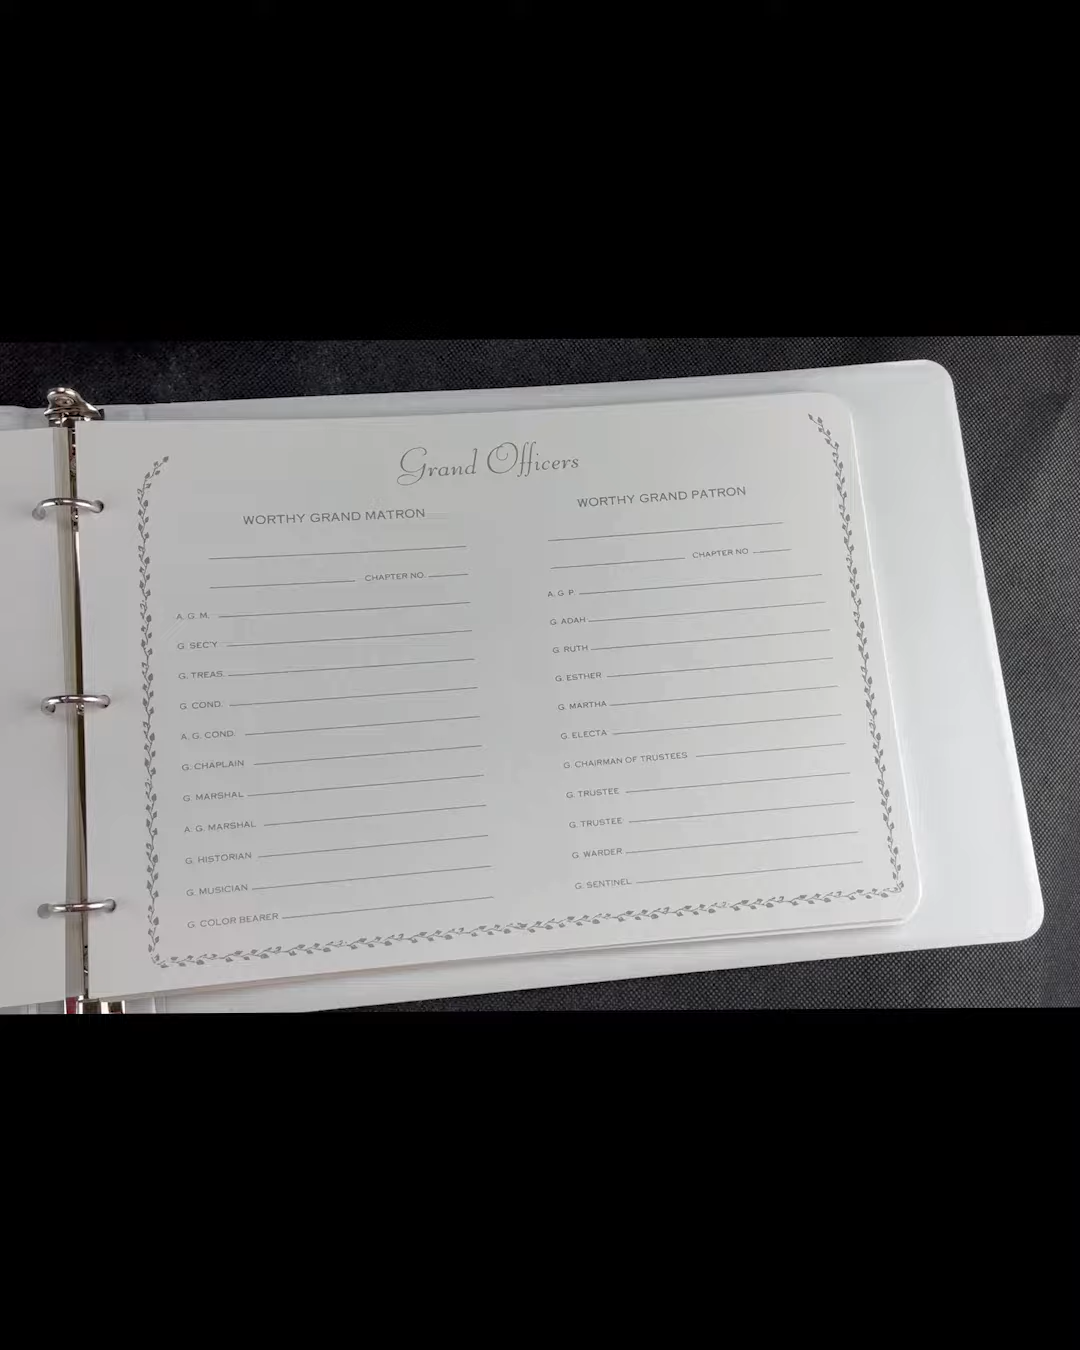 Grand Officers
WORTHY GRAND MATRON
CHAPTER NO.
A. G. M.
G. SEC'Y
G. TREAS.
G. COND.
A. G. COND.
G. CHAPLAIN
G. MARSHAL
A. G. MARSHAL
G. HISTORIAN
G. MUSICIAN
G. COLOR BEARER
WORTHY GRAND PATRON
CHAPTER NO.
A. G. P.
G. ADAH
G. RUTH
G. ESTHER
G. MARTHA
G. ELECTA
G. CHAIRMAN OF TRUSTEES
G. TRUSTEE
G. TRUSTEE
G. WARDER
G. SENTINEL